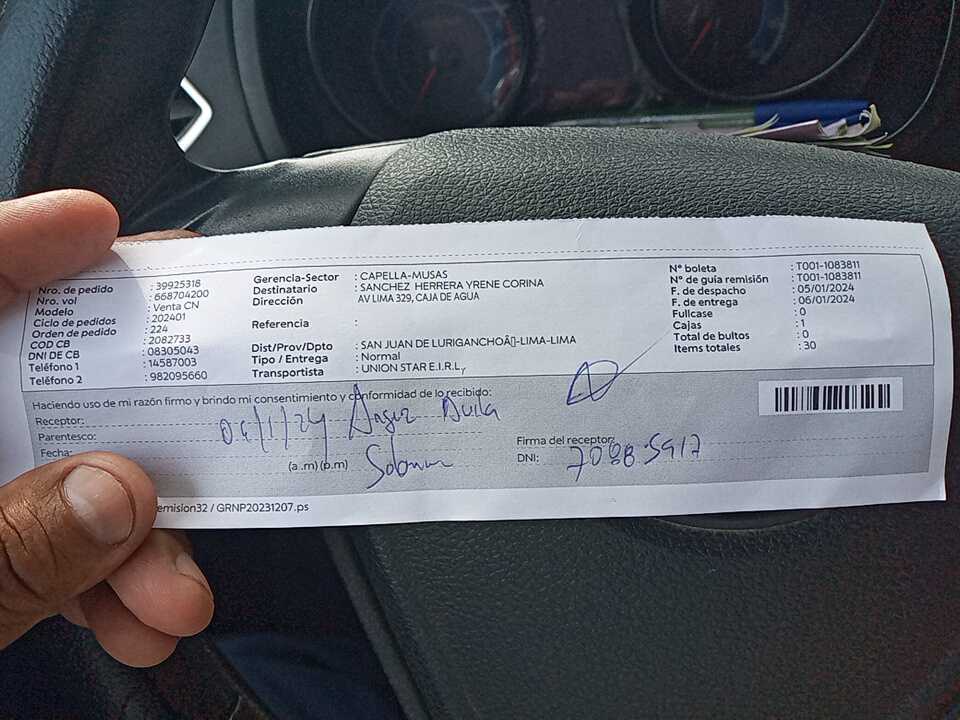 Nro. de pedido : 39925318
Nro. vol : 668704200
Modelo : Venta CN
Ciclo de pedidos : 202401
Orden de pedido : 224
COD CB : 2082733
DNI DE CB : 08305043
Teléfono 1 : 14587003
Teléfono 2 : 982095660
Gerencia-Sector : CAPELLA-MUSAS
Destinatario : SANCHEZ HERRERA YRENE CORINA
Dirección AV LIMA 329, CAJA DE AGUA
Referencia :
Dist/Prov/Dpto : SAN JUAN DE LURIGANCHOÂ▯-LIMA-LIMA
Tipo / Entrega : Normal
Transportista : UNION STAR E.I.R.L,
N° boleta : T001-1083811
N° de guia remisión : T001-1083811
F. de despacho : 05/01/2024
F. de entrega : 06/01/2024
Fullcase : 0
Cajas : 1
Total de bultos : 0
Items totales : 30
Haciendo uso de mi razón firmo y brindo mi consentimiento y conformidad de lo recibido:
Receptor:
Parentesco:
Fecha:
06/1/24 Avila
(a .m) (p.m)
Firma del receptor:
DNI:
emision32 / GRNP20231207.ps